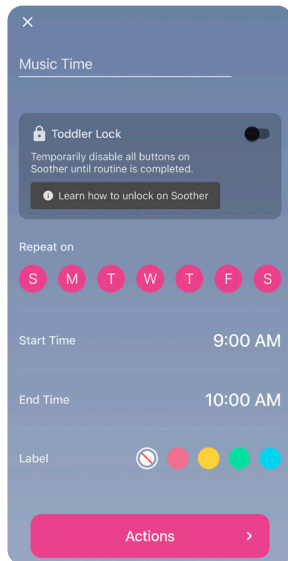 Music Time
Toddler Lock
Temporarily disable all buttons on
Soother until routine is completed.
Learn how to unlock on Soother
Repeat on
S M T W T F S
Start Time 9:00 AM
End Time 10:00 AM
Label
Actions